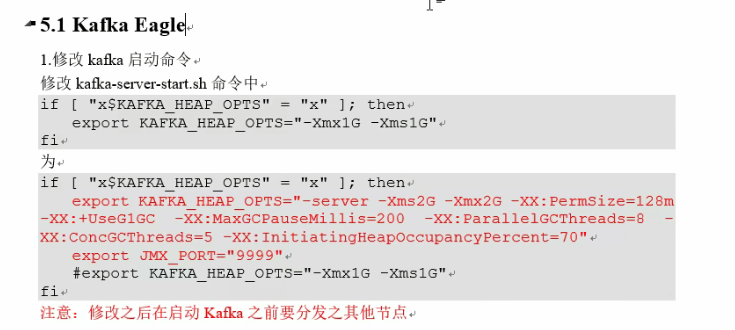 5.1 Kafka Eagle
1.修改 kafka 启动命令
修改 kafka-server-start.sh 命令中
if [ "x$KAFKA_HEAP_OPTS" = "x" ]; then
export KAFKA_HEAP_OPTS="-Xmx1G -Xms1G"
fi
为
if [ "x$KAFKA_HEAP_OPTS" = "x" ]; then
export KAFKA_HEAP_OPTS="-server -Xms2G -Xmx2G -XX:PermSize=128m
-XX:+UseG1GC -XX:MaxGCPauseMillis=200 -XX:ParallelGCThreads=8 -
XX:ConcGCThreads=5 -XX:InitiatingHeapOccupancyPercent=70"
export JMX_PORT="9999"
#export KAFKA_HEAP_OPTS="-Xmx1G -Xms1G"
fi
注意：修改之后在启动 Kafka 之前要分发之其他节点